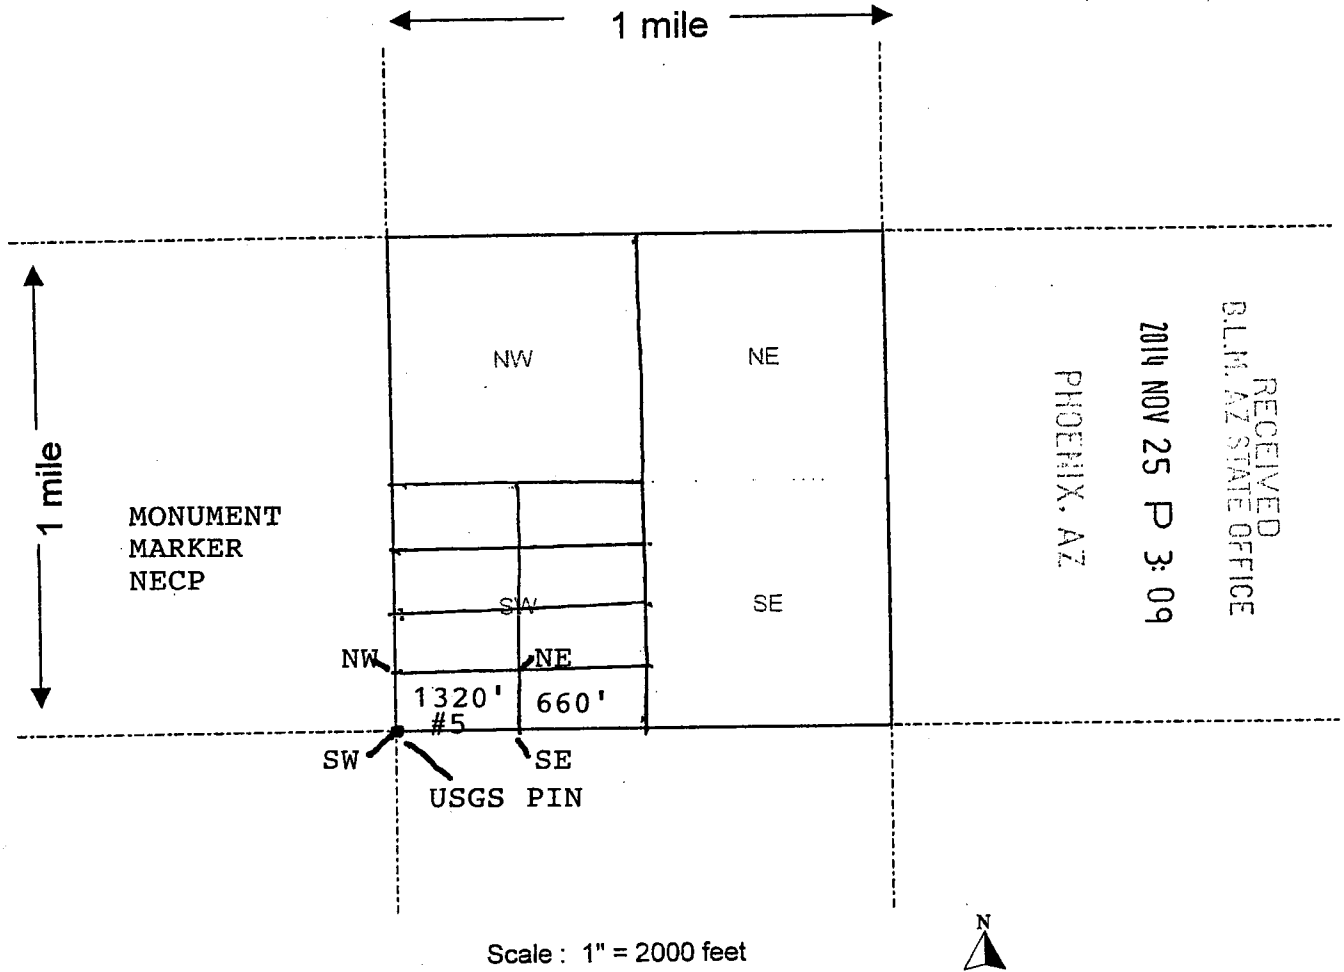 1 mile
NW
NE
1 mile
MONUMENT
MARKER
NECP
SW
SE
NW
NE
1320'
660'
#5
SW
SE
USGS PIN
Scale : 1" = 2000 feet
N
RECEIVED
B.L.M. AZ STATE OFFICE
2014 NOV 25 P 3:09
PHOENIX, AZ